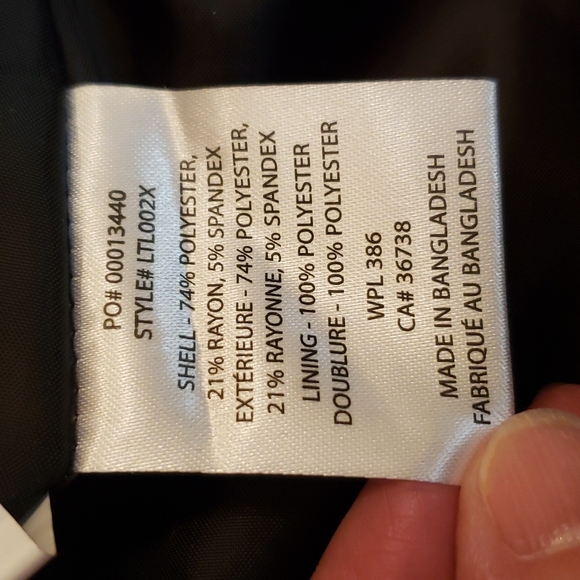 PO# 00013440
STYLE# LTL002X
SHELL - 74% POLYESTER,
21% RAYON, 5% SPANDEX
EXTÉRIEURE - 74% POLYESTER,
21% RAYONNE, 5% SPANDEX
LINING - 100% POLYESTER
DOUBLURE - 100% POLYESTER
WPL 386
CA# 36738
MADE IN BANGLADESH
FABRIQUÉ AU BANGLADESH